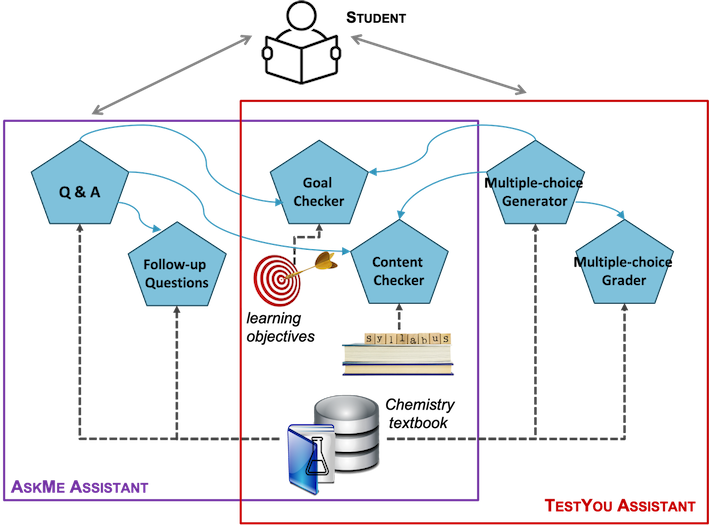 STUDENT
Q & A
Goal
Checker
Multiple-choice
Generator
Follow-up
Questions
Content
Checker
Multiple-choice
Grader
learning
objectives
syllabus
Chemistry
textbook
ASKME ASSISTANT
TESTYOU ASSISTANT